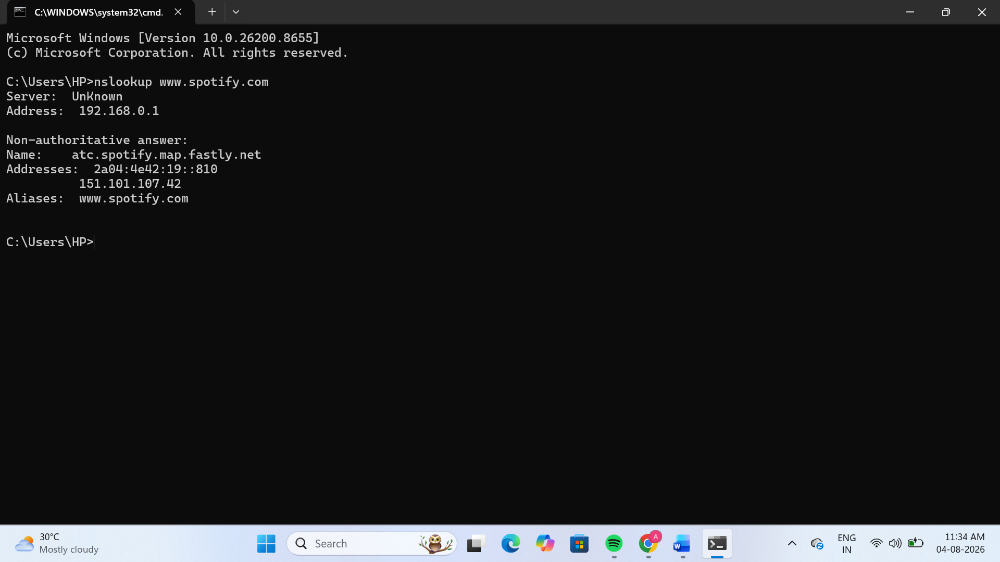 C:\WINDOWS\system32\cmd.
Microsoft Windows [Version 10.0.26200.8655]
(c) Microsoft Corporation. All rights reserved.
C:\Users\HP>nslookup www.spotify.com
Server:  UnKnown
Address:  192.168.0.1
Non-authoritative answer:
Name:    atc.spotify.map.fastly.net
Addresses:  2a04:4e42:19::810
          151.101.107.42
Aliases:  www.spotify.com
C:\Users\HP>
30°C
Mostly cloudy
Search
A
W
ENG
IN
11:34 AM
04-08-2026